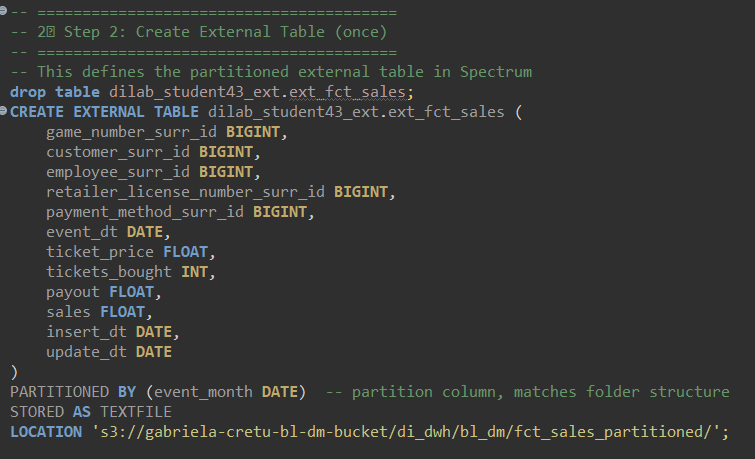 -- ========================================
-- 2 Step 2: Create External Table (once)
-- ========================================
-- This defines the partitioned external table in Spectrum
drop table dilab_student43_ext.ext_fct_sales;
CREATE EXTERNAL TABLE dilab_student43_ext.ext_fct_sales (
    game_number_surr_id BIGINT,
    customer_surr_id BIGINT,
    employee_surr_id BIGINT,
    retailer_license_number_surr_id BIGINT,
    payment_method_surr_id BIGINT,
    event_dt DATE,
    ticket_price FLOAT,
    tickets_bought INT,
    payout FLOAT,
    sales FLOAT,
    insert_dt DATE,
    update_dt DATE
)
PARTITIONED BY (event_month DATE)  -- partition column, matches folder structure
STORED AS TEXTFILE
LOCATION 's3://gabriela-cretu-bl-dm-bucket/di_dwh/bl_dm/fct_sales_partitioned/';